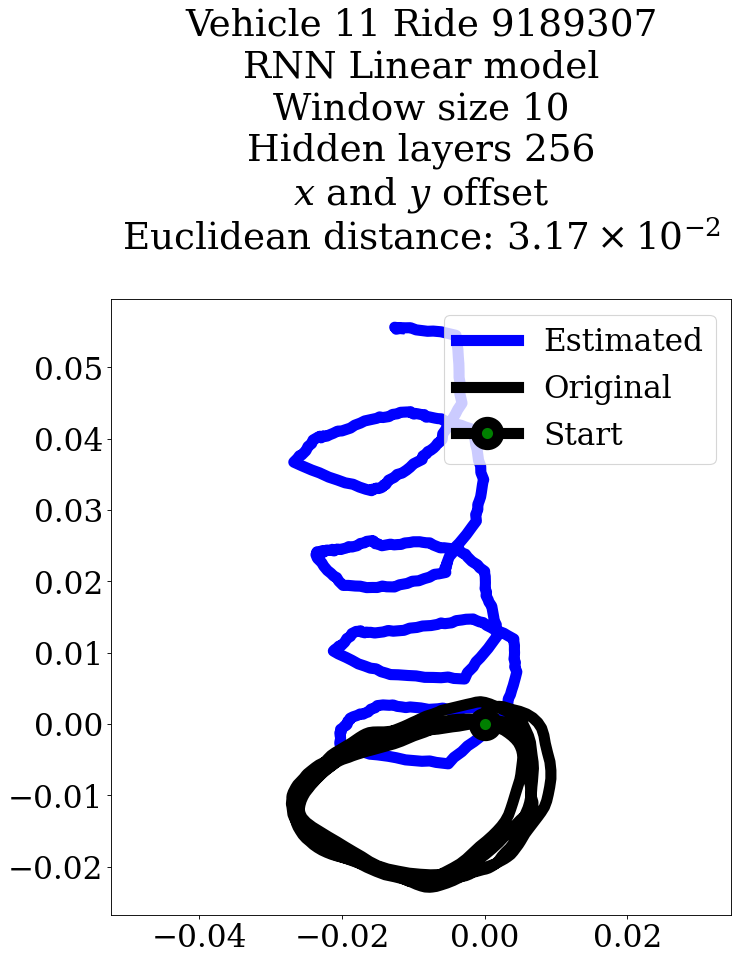 Vehicle 11 Ride 9189307
RNN Linear model
Window size 10
Hidden layers 256
x and y offset
Euclidean distance: 3.17 × 10⁻²
Estimated
Original
Start
0.05
0.04
0.03
0.02
0.01
0.00
−0.01
−0.02
−0.04
−0.02
0.00
0.02